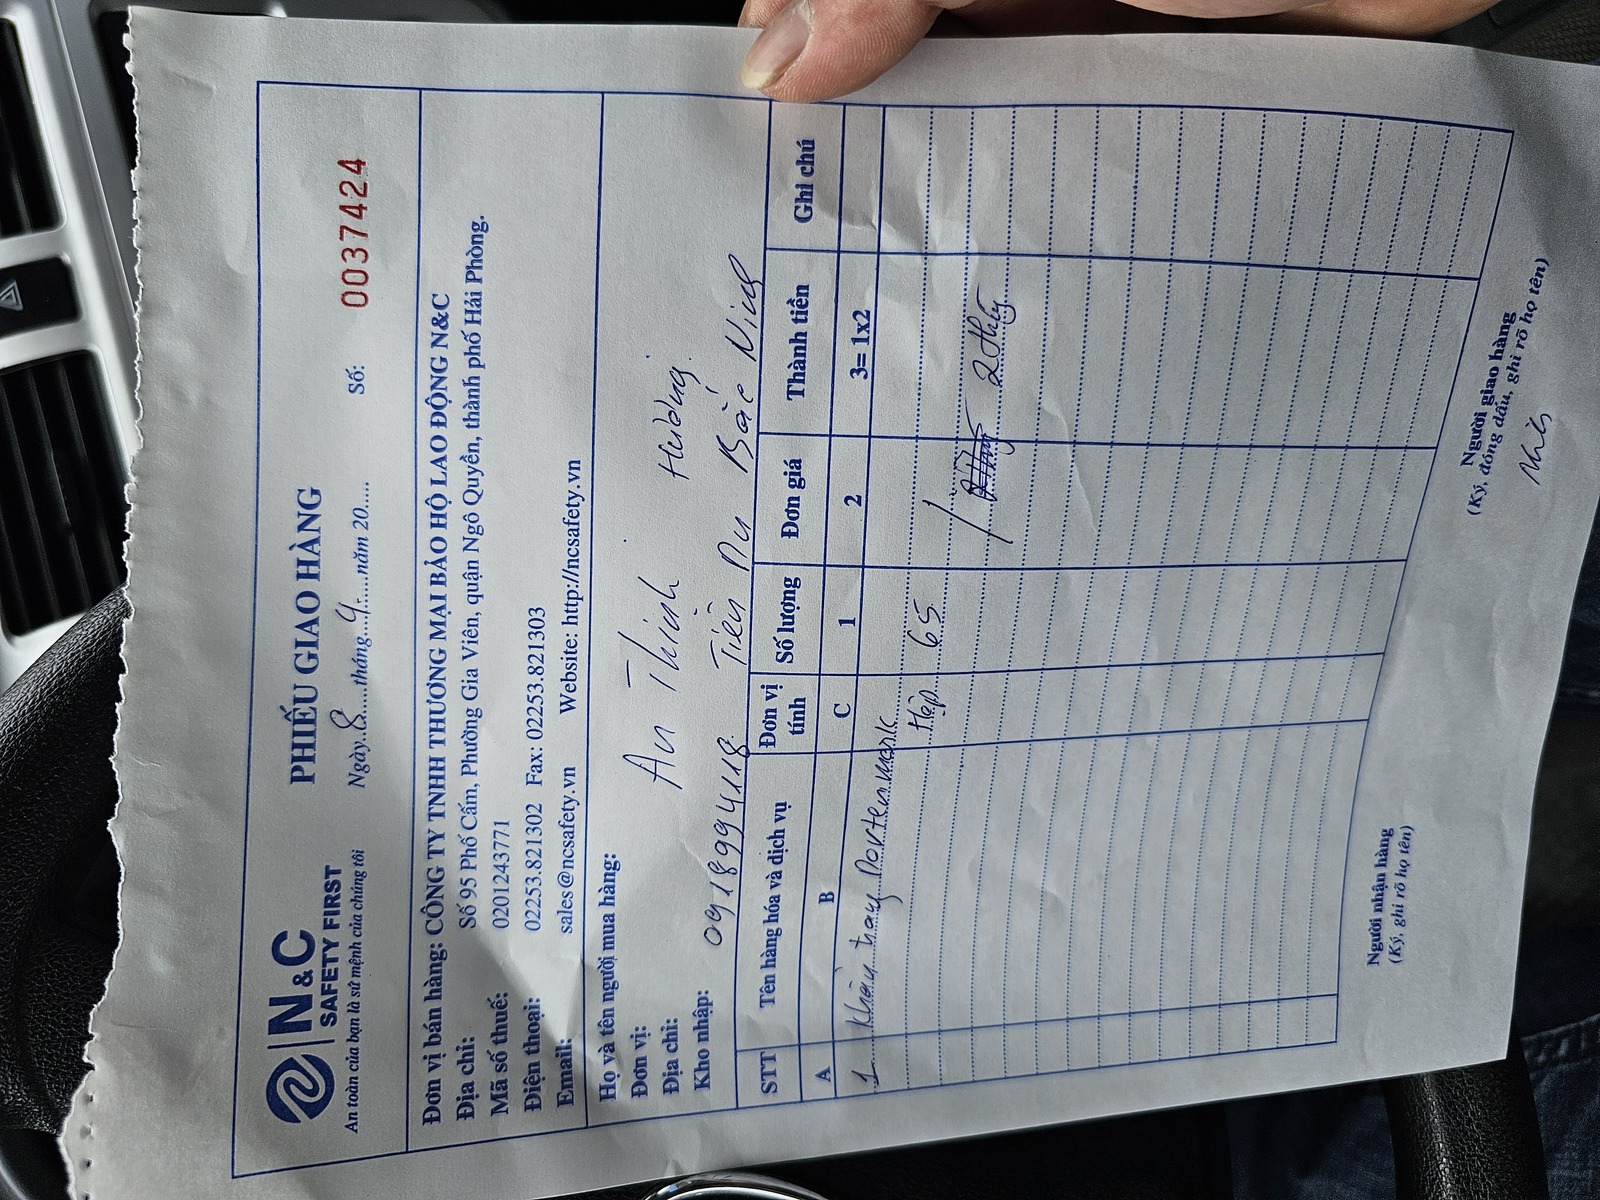 N&C
SAFETY FIRST
An toàn của bạn là sứ mệnh của chúng tôi
PHIẾU GIAO HÀNG
Ngày 8 tháng 4 năm 20.....
Số: 0037424
Đơn vị bán hàng: CÔNG TY TNHH THƯƠNG MẠI BẢO HỘ LAO ĐỘNG N&C
Địa chỉ: Số 95 Phố Cấm, Phường Gia Viên, quận Ngô Quyền, thành phố Hải Phòng.
Mã số thuế: 0201243771
Điện thoại: 02253.821302 Fax: 02253.821303
Email: sales@ncsafety.vn Website: http://ncsafety.vn
Họ và tên người mua hàng:
Đơn vị: An Thịnh Hường
Địa chỉ:
Kho nhập: 0918994118 Tiên Du Bắc Ninh
STT Tên hàng hóa và dịch vụ Đơn vị tính Số lượng Đơn giá Thành tiền Ghi chú
A B C 1 2 3= 1x2
1 Hộp 65
2
Người nhận hàng
(Ký, ghi rõ họ tên)
Người giao hàng
(Ký, đóng dấu, ghi rõ họ tên)